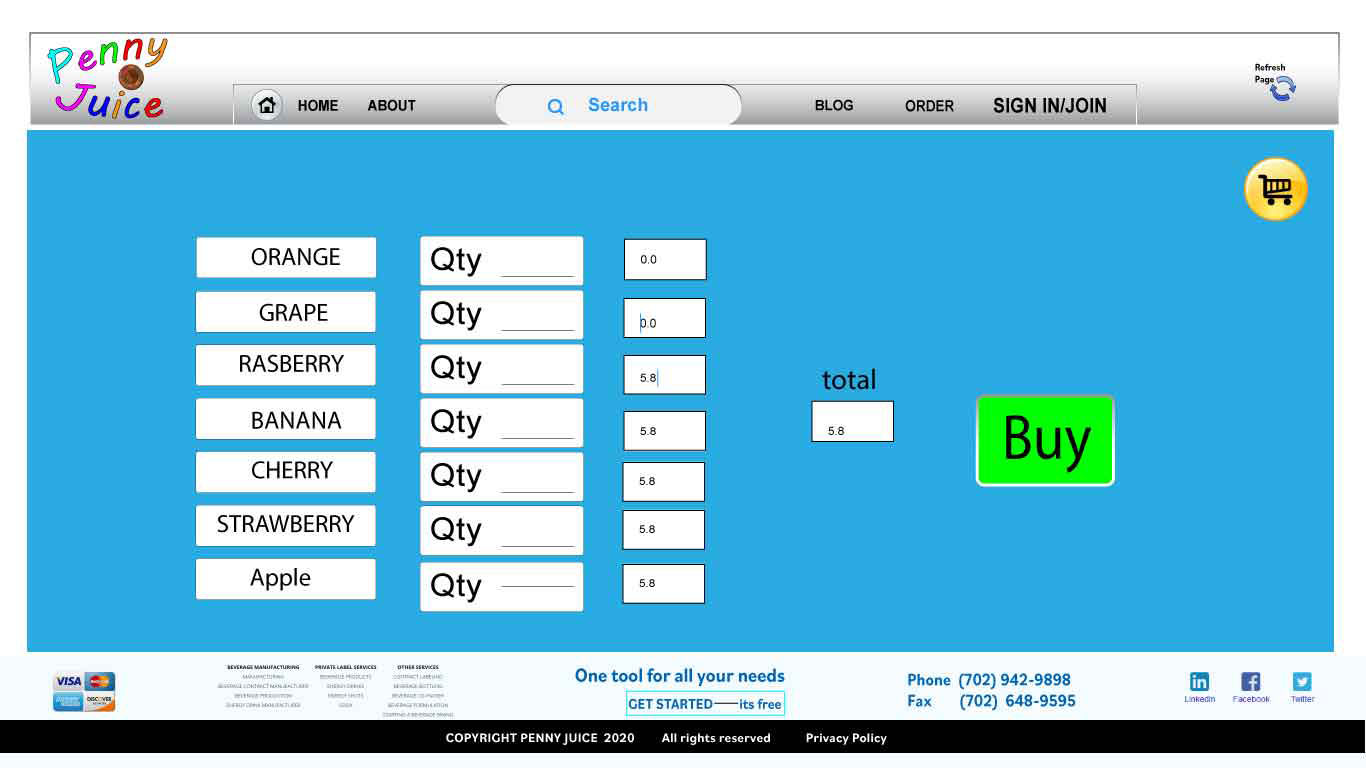 Penny
Juice
HOME
ABOUT
Search
BLOG
ORDER
SIGN IN/JOIN
Refresh
Page
ORANGE
Qty
0.0
GRAPE
Qty
0.0
RASBERRY
Qty
5.8
BANANA
Qty
5.8
CHERRY
Qty
5.8
STRAWBERRY
Qty
5.8
Apple
Qty
5.8
total
5.8
Buy
VISA
DISCOVER
BEVERAGE MANUFACTURING
MANUFACTURING
BEVERAGE CONTRACT MANUFACTURER
BEVERAGE PRODUCTION
ENERGY DRINK MANUFACTURER
PRIVATE LABEL SERVICES
BEVERAGE PRODUCTS
ENERGY DRINKS
ENERGY SHOTS
SODA
OTHER SERVICES
CONTRACT LABELING
BEVERAGE BOTTLING
BEVERAGE CO-PACKER
BEVERAGE FORMULATION
STARTING A BEVERAGE BRAND
One tool for all your needs
GET STARTED its free
Phone (702) 942-9898
Fax (702) 648-9595
LinkedIn
Facebook
Twitter
COPYRIGHT PENNY JUICE 2020 All rights reserved Privacy Policy